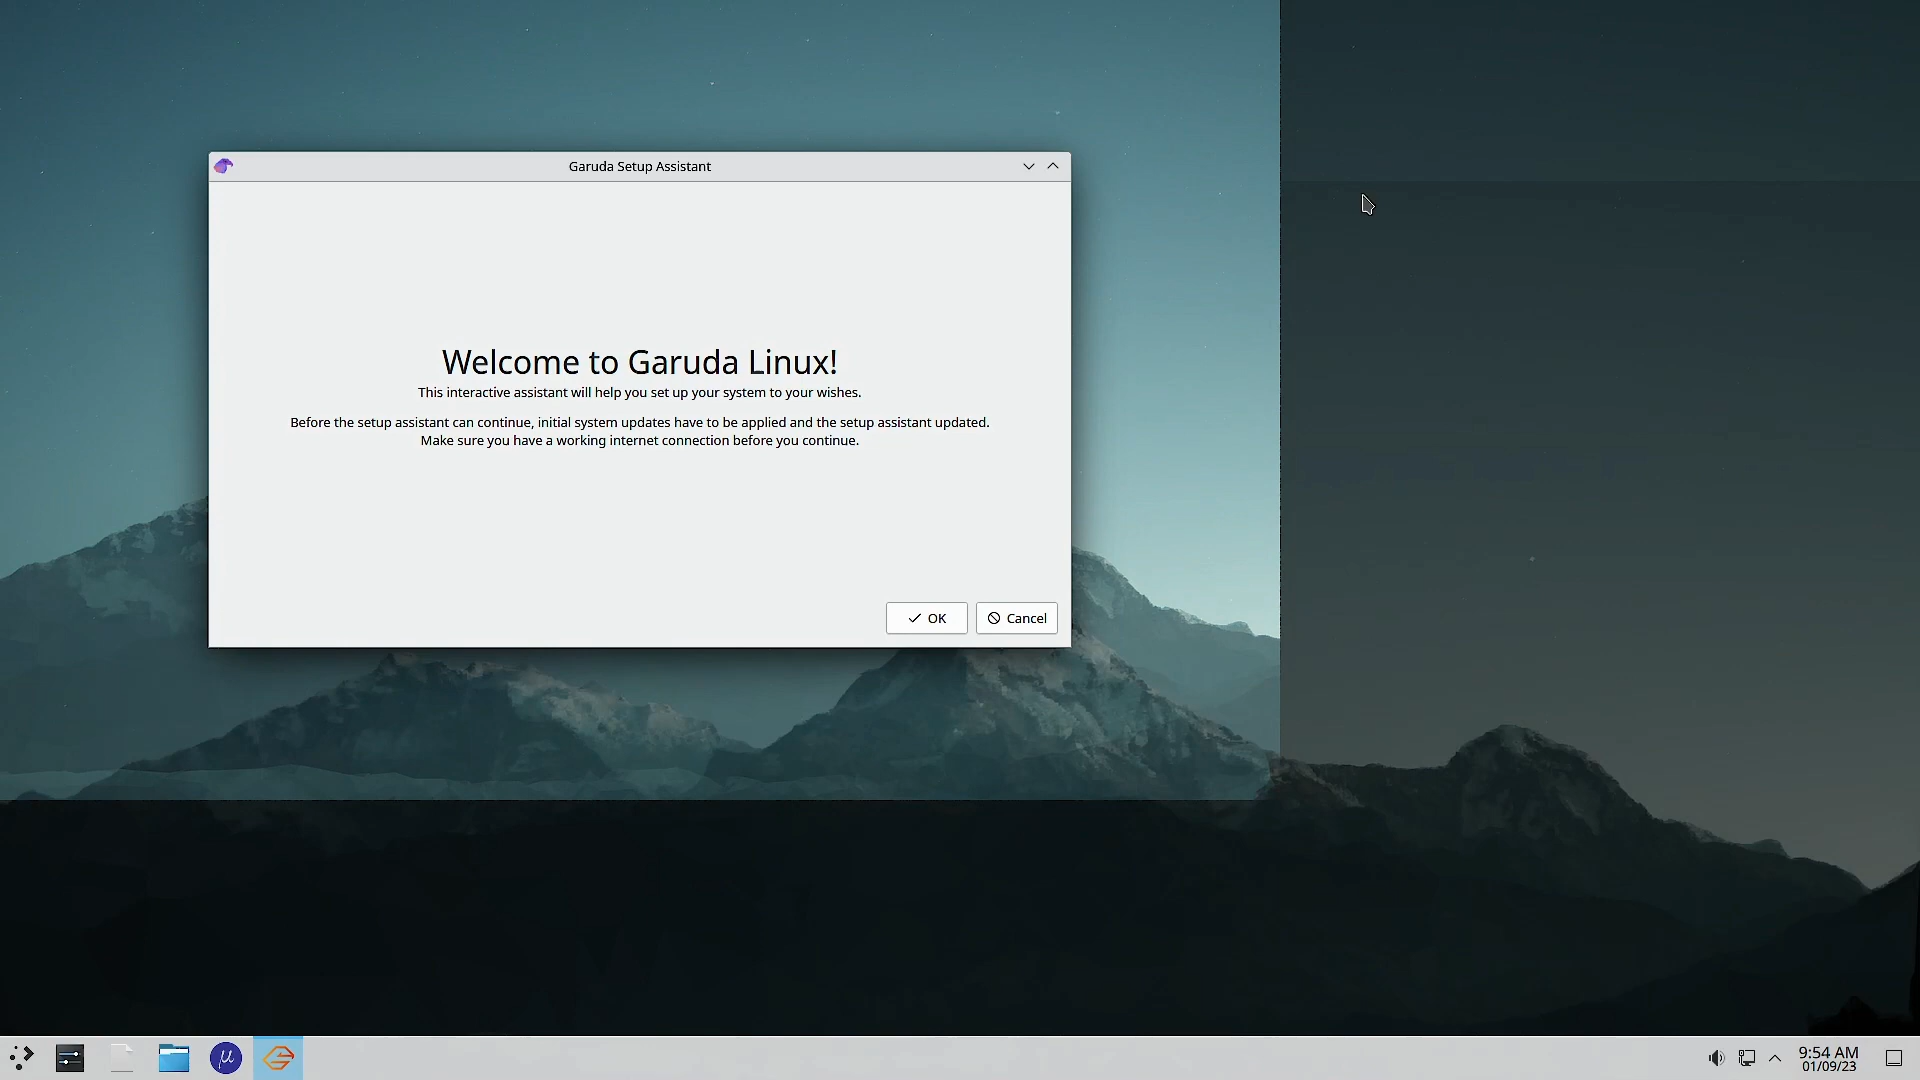 Garuda Setup Assistant
Welcome to Garuda Linux!
This interactive assistant will help you set up your system to your wishes.
Before the setup assistant can continue, initial system updates have to be applied and the setup assistant updated.
Make sure you have a working internet connection before you continue.
OK
Cancel
μ
9:54 AM
01/09/23